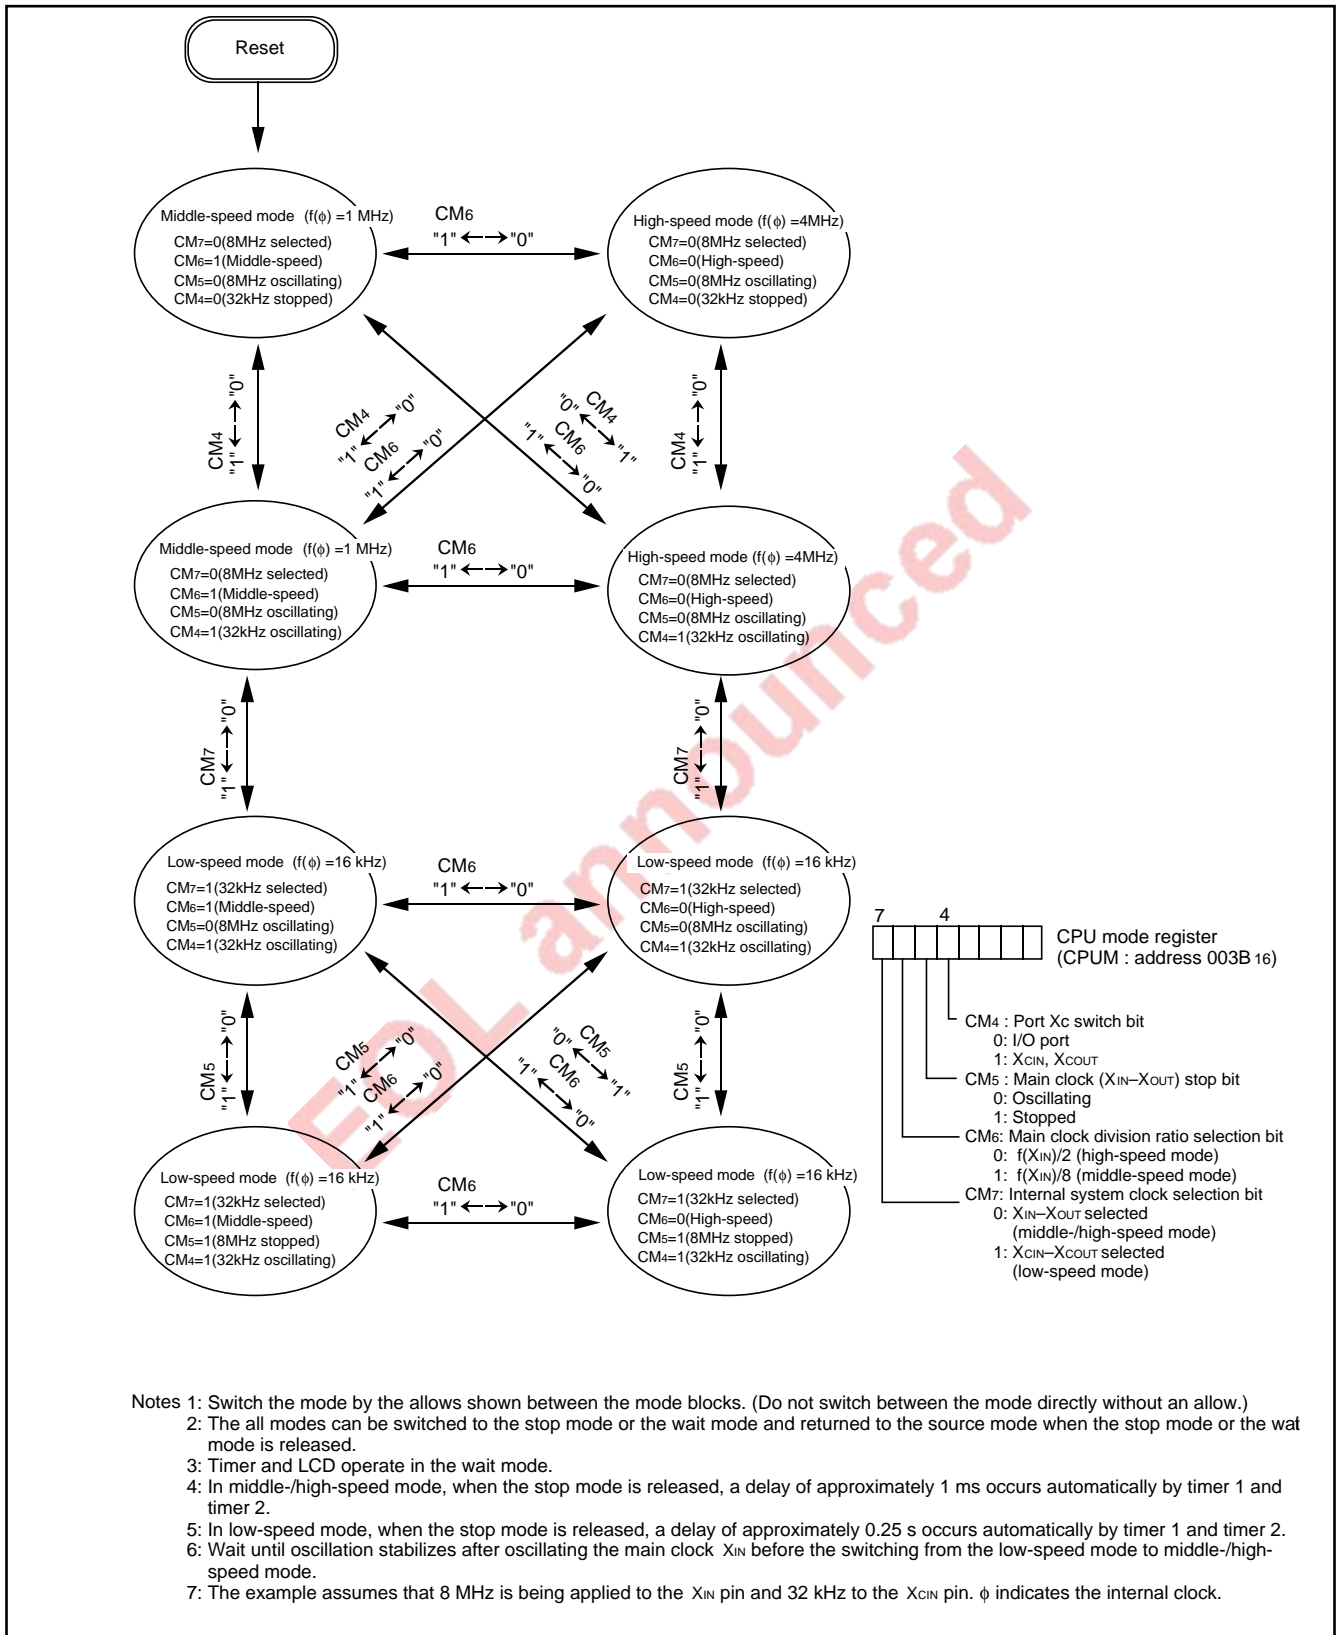 Reset
Middle-speed mode (f(φ) =1 MHz)
CM7=0(8MHz selected)
CM6=1(Middle-speed)
CM5=0(8MHz oscillating)
CM4=0(32kHz stopped)
CM6
"1" ←→ "0"
High-speed mode (f(φ) =4MHz)
CM7=0(8MHz selected)
CM6=0(High-speed)
CM5=0(8MHz oscillating)
CM4=0(32kHz stopped)
CM4
"1" ←→ "0"
CM4
"1" ←→ "0"
CM6
"1" ←→ "0"
CM4
"0" ←→ "1"
CM6
"1" ←→ "0"
CM4
"1" ←→ "0"
Middle-speed mode (f(φ) =1 MHz)
CM7=0(8MHz selected)
CM6=1(Middle-speed)
CM5=0(8MHz oscillating)
CM4=1(32kHz oscillating)
CM6
"1" ←→ "0"
High-speed mode (f(φ) =4MHz)
CM7=0(8MHz selected)
CM6=0(High-speed)
CM5=0(8MHz oscillating)
CM4=1(32kHz oscillating)
CM7
"1" ←→ "0"
CM7
"1" ←→ "0"
Low-speed mode (f(φ) =16 kHz)
CM7=1(32kHz selected)
CM6=1(Middle-speed)
CM5=0(8MHz oscillating)
CM4=1(32kHz oscillating)
CM6
"1" ←→ "0"
Low-speed mode (f(φ) =16 kHz)
CM7=1(32kHz selected)
CM6=0(High-speed)
CM5=0(8MHz oscillating)
CM4=1(32kHz oscillating)
CM5
"1" ←→ "0"
CM5
"1" ←→ "0"
CM6
"1" ←→ "0"
CM5
"0" ←→ "1"
CM6
"1" ←→ "0"
CM5
"1" ←→ "0"
Low-speed mode (f(φ) =16 kHz)
CM7=1(32kHz selected)
CM6=1(Middle-speed)
CM5=1(8MHz stopped)
CM4=1(32kHz oscillating)
CM6
"1" ←→ "0"
Low-speed mode (f(φ) =16 kHz)
CM7=1(32kHz selected)
CM6=0(High-speed)
CM5=1(8MHz stopped)
CM4=1(32kHz oscillating)
7 4
CPU mode register
(CPUM : address 003B 16)
CM4 : Port Xc switch bit
0: I/O port
1: XCIN, XCOUT
CM5 : Main clock (XIN–XOUT) stop bit
0: Oscillating
1: Stopped
CM6: Main clock division ratio selection bit
0: f(XIN)/2 (high-speed mode)
1: f(XIN)/8 (middle-speed mode)
CM7: Internal system clock selection bit
0: XIN–XOUT selected
(middle-/high-speed mode)
1: XCIN–XCOUT selected
(low-speed mode)
EOL announced
Notes 1: Switch the mode by the allows shown between the mode blocks. (Do not switch between the mode directly without an allow.)
2: The all modes can be switched to the stop mode or the wait mode and returned to the source mode when the stop mode or the wait
mode is released.
3: Timer and LCD operate in the wait mode.
4: In middle-/high-speed mode, when the stop mode is released, a delay of approximately 1 ms occurs automatically by timer 1 and
timer 2.
5: In low-speed mode, when the stop mode is released, a delay of approximately 0.25 s occurs automatically by timer 1 and timer 2.
6: Wait until oscillation stabilizes after oscillating the main clock XIN before the switching from the low-speed mode to middle-/high-
speed mode.
7: The example assumes that 8 MHz is being applied to the XIN pin and 32 kHz to the XCIN pin. φ indicates the internal clock.